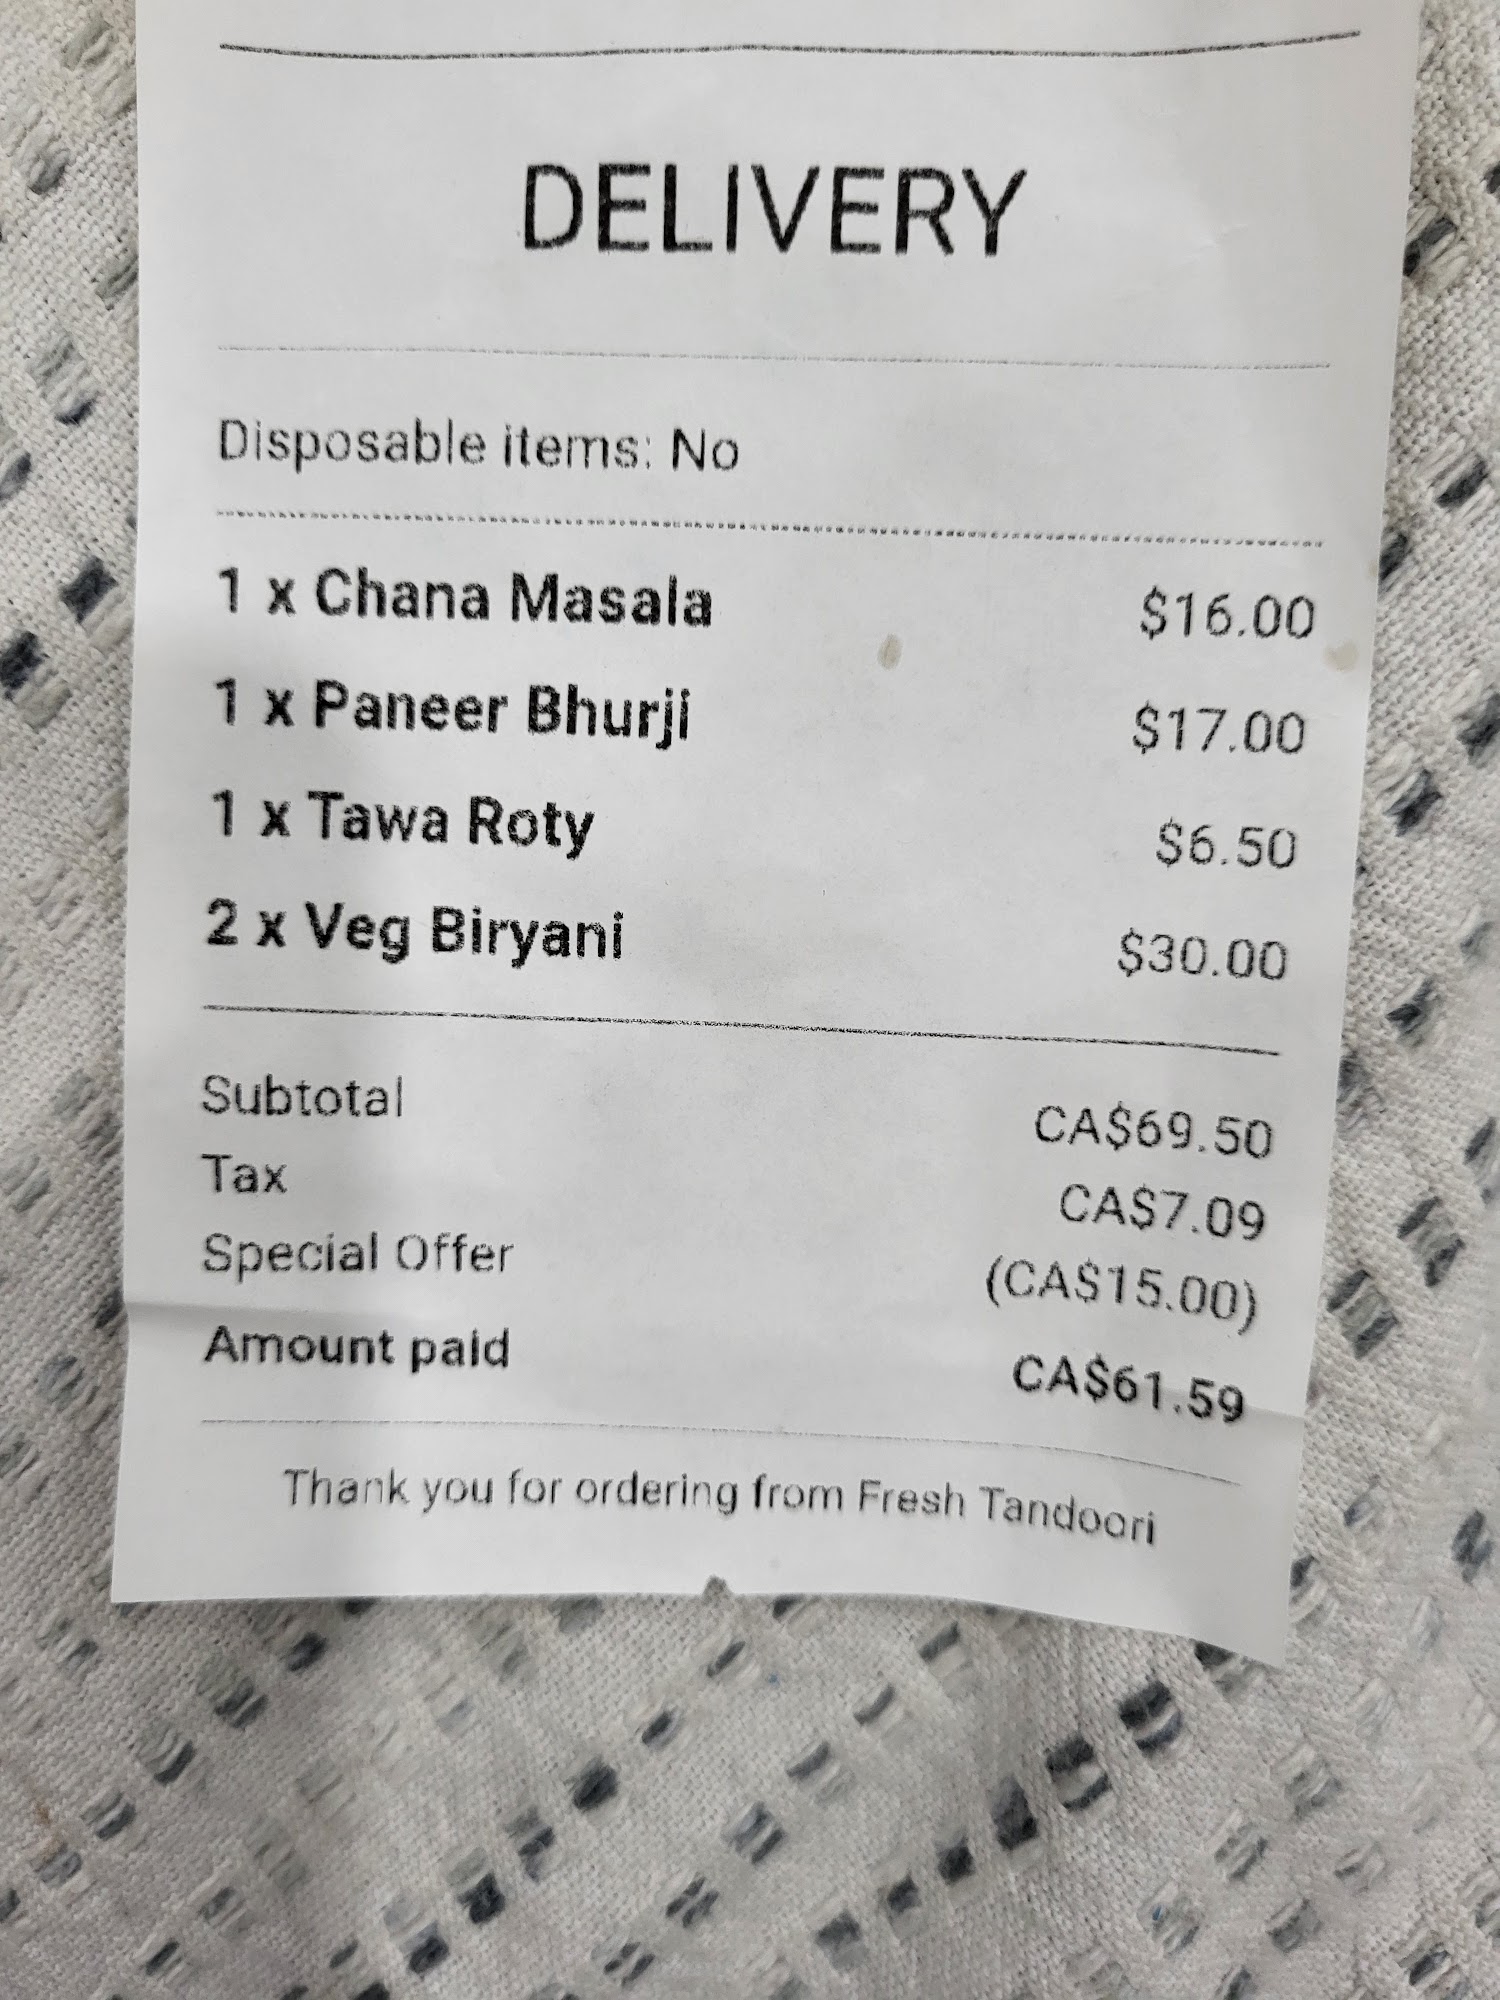 DELIVERY
Disposable items: No
1 x Chana Masala $16.00
1 x Paneer Bhurji $17.00
1 x Tawa Roty $6.50
2 x Veg Biryani $30.00
Subtotal CA$69.50
Tax CA$7.09
Special Offer (CA$15.00)
Amount paid CA$61.59
Thank you for ordering from Fresh Tandoori